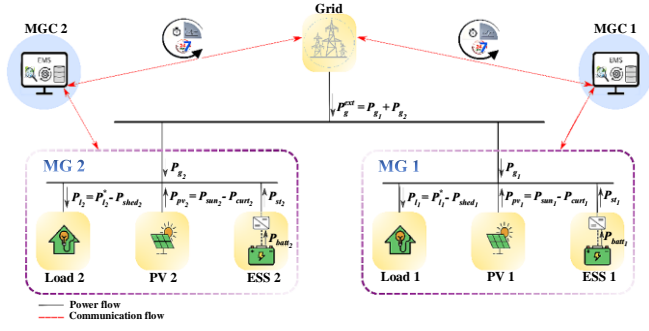 Grid
MGC 2
MGC 1
EMS
EMS
P_g^ext = P_g1 + P_g2
MG 2
P_g2
MG 1
P_g1
P_l2 = P*_l2 - P_shed2
P_pv2 = P_sun2 - P_curt2
P_st2
P_l1 = P*_l1 - P_shed1
P_pv1 = P_sun1 - P_curt1
P_st1
P_batt2
P_batt1
Load 2
PV 2
ESS 2
Load 1
PV 1
ESS 1
Power flow
Communication flow